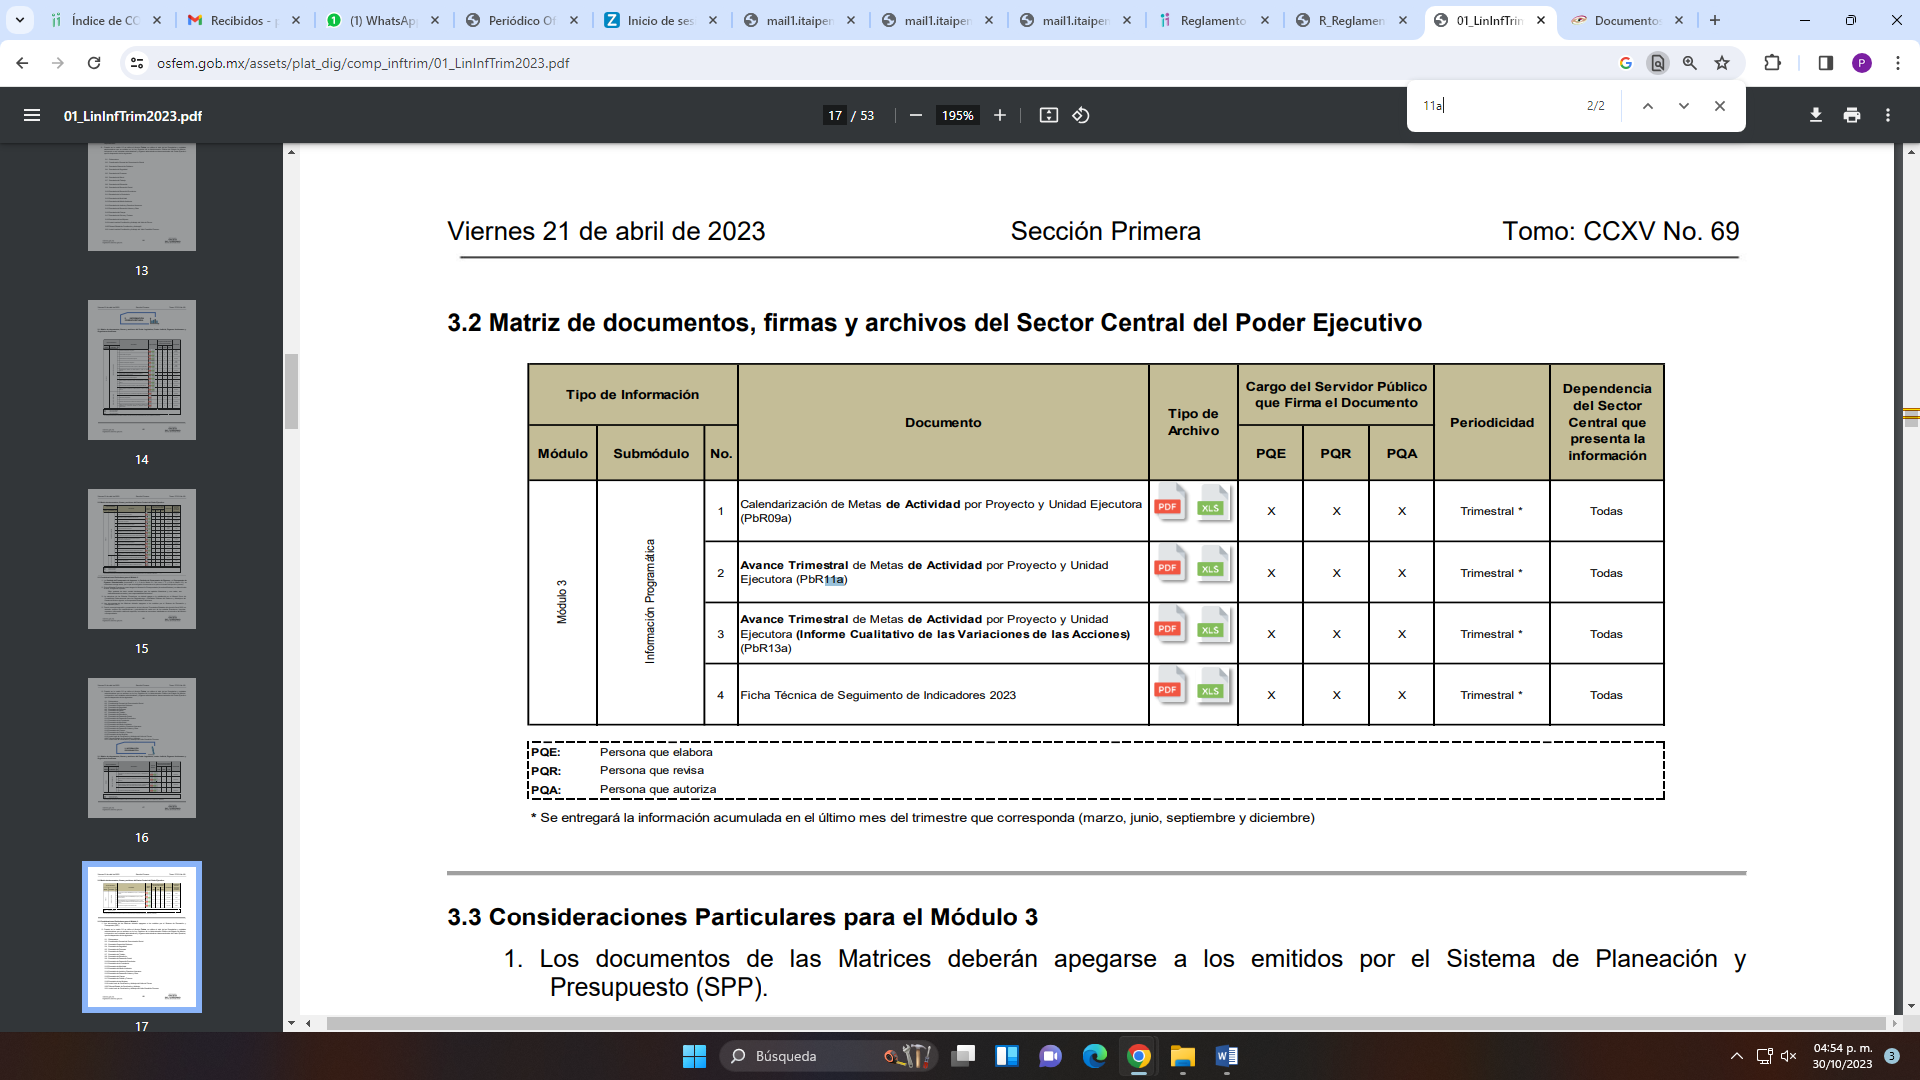 Índice de CO
Recibidos - p
(1) WhatsApp
Periódico Of
Inicio de ses
mail1.itaipen
mail1.itaipen
mail1.itaipen
Reglamento
R_Reglamen
01_LinInfTrin
Documentos
osfem.gob.mx/assets/plat_dig/comp_inftrim/01_LinInfTrim2023.pdf
P
11a
2/2
01_LinInfTrim2023.pdf
17 / 53
195%
13
14
15
16
17
Viernes 21 de abril de 2023 Sección Primera Tomo: CCXV No. 69
3.2 Matriz de documentos, firmas y archivos del Sector Central del Poder Ejecutivo
Tipo de Información
Documento
Tipo de
Archivo
Cargo del Servidor Público
que Firma el Documento
Periodicidad
Dependencia
del Sector
Central que
presenta la
información
Módulo Submódulo No.
PQE PQR PQA
Módulo 3
Información Programática
1 Calendarización de Metas de Actividad por Proyecto y Unidad Ejecutora
(PbR09a)
PDF XLS X X X Trimestral * Todas
2 Avance Trimestral de Metas de Actividad por Proyecto y Unidad
Ejecutora (PbR11a)
PDF XLS X X X Trimestral * Todas
3 Avance Trimestral de Metas de Actividad por Proyecto y Unidad
Ejecutora (Informe Cualitativo de las Variaciones de las Acciones)
(PbR13a)
PDF XLS X X X Trimestral * Todas
4 Ficha Técnica de Seguimento de Indicadores 2023
PDF XLS X X X Trimestral * Todas
PQE: Persona que elabora
PQR: Persona que revisa
PQA: Persona que autoriza
* Se entregará la información acumulada en el último mes del trimestre que corresponda (marzo, junio, septiembre y diciembre)
3.3 Consideraciones Particulares para el Módulo 3
1. Los documentos de las Matrices deberán apegarse a los emitidos por el Sistema de Planeación y
Presupuesto (SPP).
Búsqueda
04:54 p. m.
30/10/2023
3